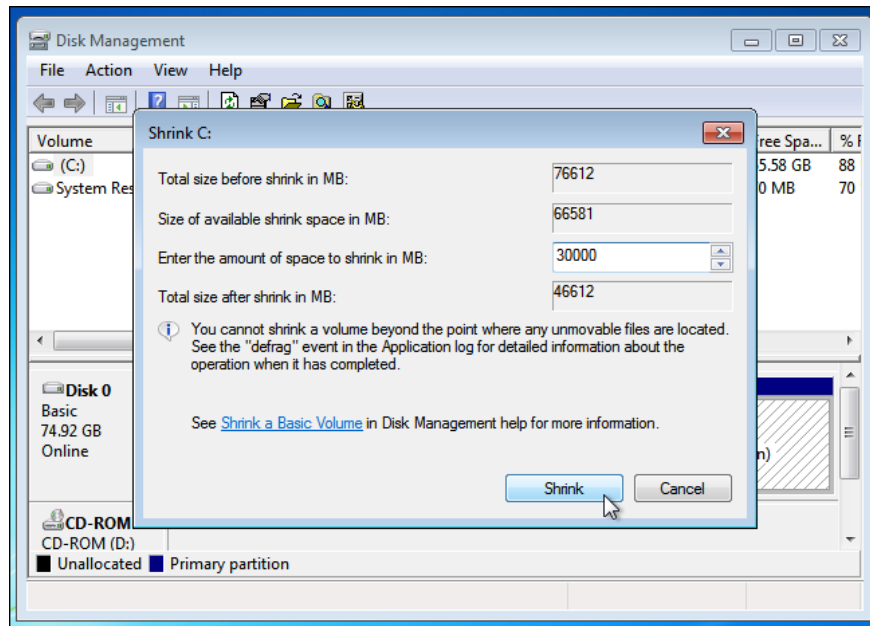 Disk Management
File Action View Help
Volume
Free Spa... % F
(C:)
5.58 GB 88
System Res
0 MB 70
Shrink C:
Total size before shrink in MB: 76612
Size of available shrink space in MB: 66581
Enter the amount of space to shrink in MB: 30000
Total size after shrink in MB: 46612
You cannot shrink a volume beyond the point where any unmovable files are located.
See the "defrag" event in the Application log for detailed information about the
operation when it has completed.
See Shrink a Basic Volume in Disk Management help for more information.
Shrink Cancel
Disk 0
Basic
74.92 GB
Online
n)
CD-ROM
CD-ROM (D:)
Unallocated Primary partition